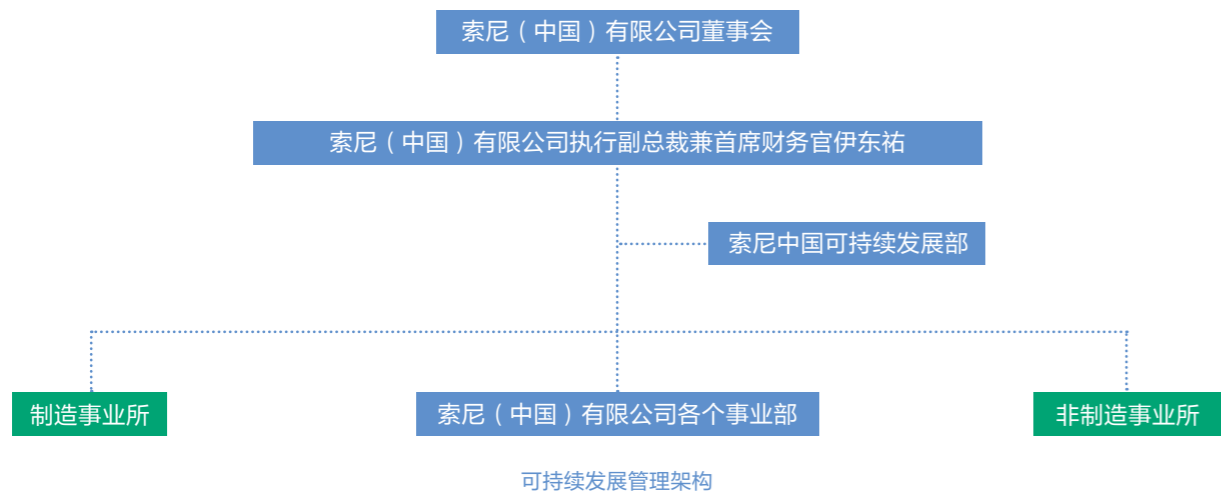 索尼（中国）有限公司董事会
索尼（中国）有限公司执行副总裁兼首席财务官伊东祐
索尼中国可持续发展部
制造事业所
索尼（中国）有限公司各个事业部
非制造事业所
可持续发展管理架构